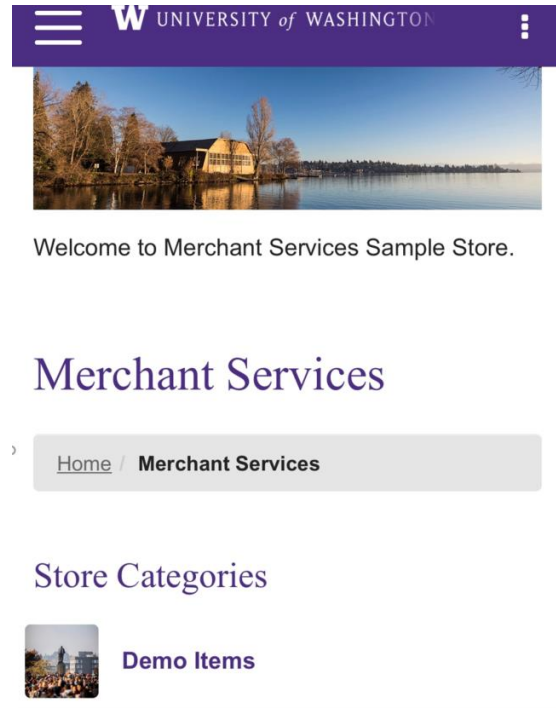 W UNIVERSITY of WASHINGTON
Welcome to Merchant Services Sample Store.
Merchant Services
Home / Merchant Services
Store Categories
Demo Items